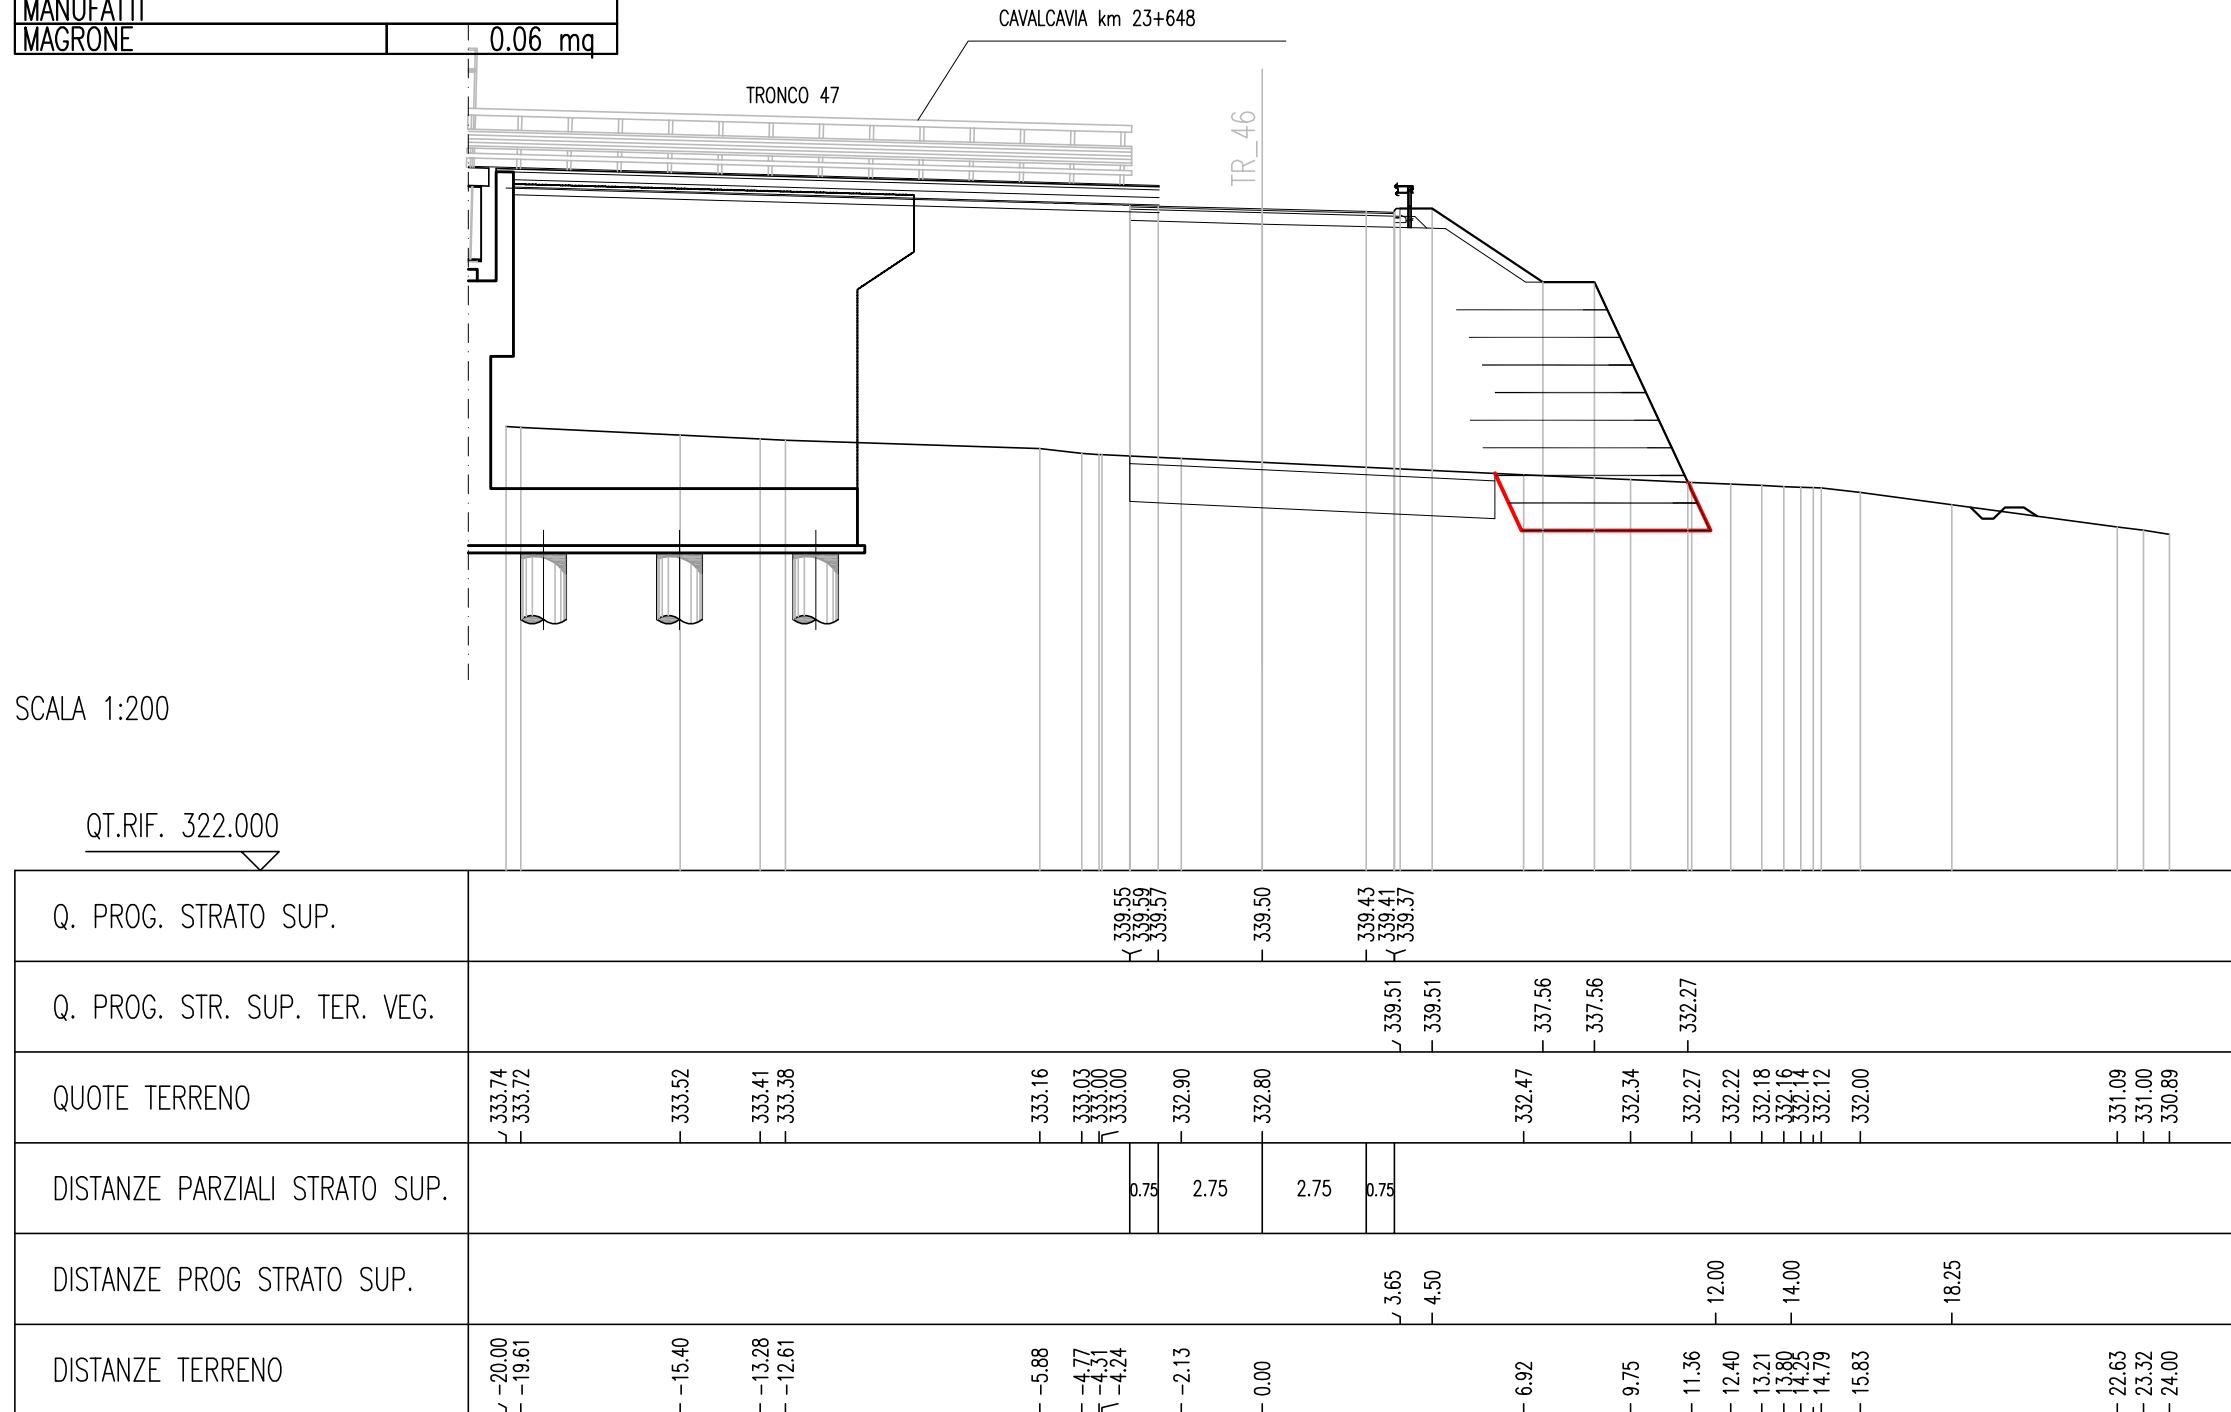 MANUFATTI
MAGRONE 0.06 mq
CAVALCAVIA km 23+648
TRONCO 47
TR_46
SCALA 1:200
QT.RIF. 322.000
Q. PROG. STRATO SUP. 339.55 339.59 339.57 339.50 339.43 339.41 339.37
Q. PROG. STR. SUP. TER. VEG. 339.51 339.51 337.56 337.56 332.27
QUOTE TERRENO 333.74 333.72 333.52 333.41 333.38 333.16 333.03 333.00 333.00 332.90 332.80 332.47 332.34 332.27 332.22 332.18 332.16 332.14 332.12 332.00 331.09 331.00 330.89
DISTANZE PARZIALI STRATO SUP. 0.75 2.75 2.75 0.75
DISTANZE PROG STRATO SUP. 3.65 4.50 12.00 14.00 18.25
DISTANZE TERRENO -20.00 -19.61 -15.40 -13.28 -12.61 -5.88 -4.77 -4.31 -4.24 -2.13 0.00 6.92 9.75 11.36 12.40 13.21 13.80 14.25 14.79 15.83 22.63 23.32 24.00